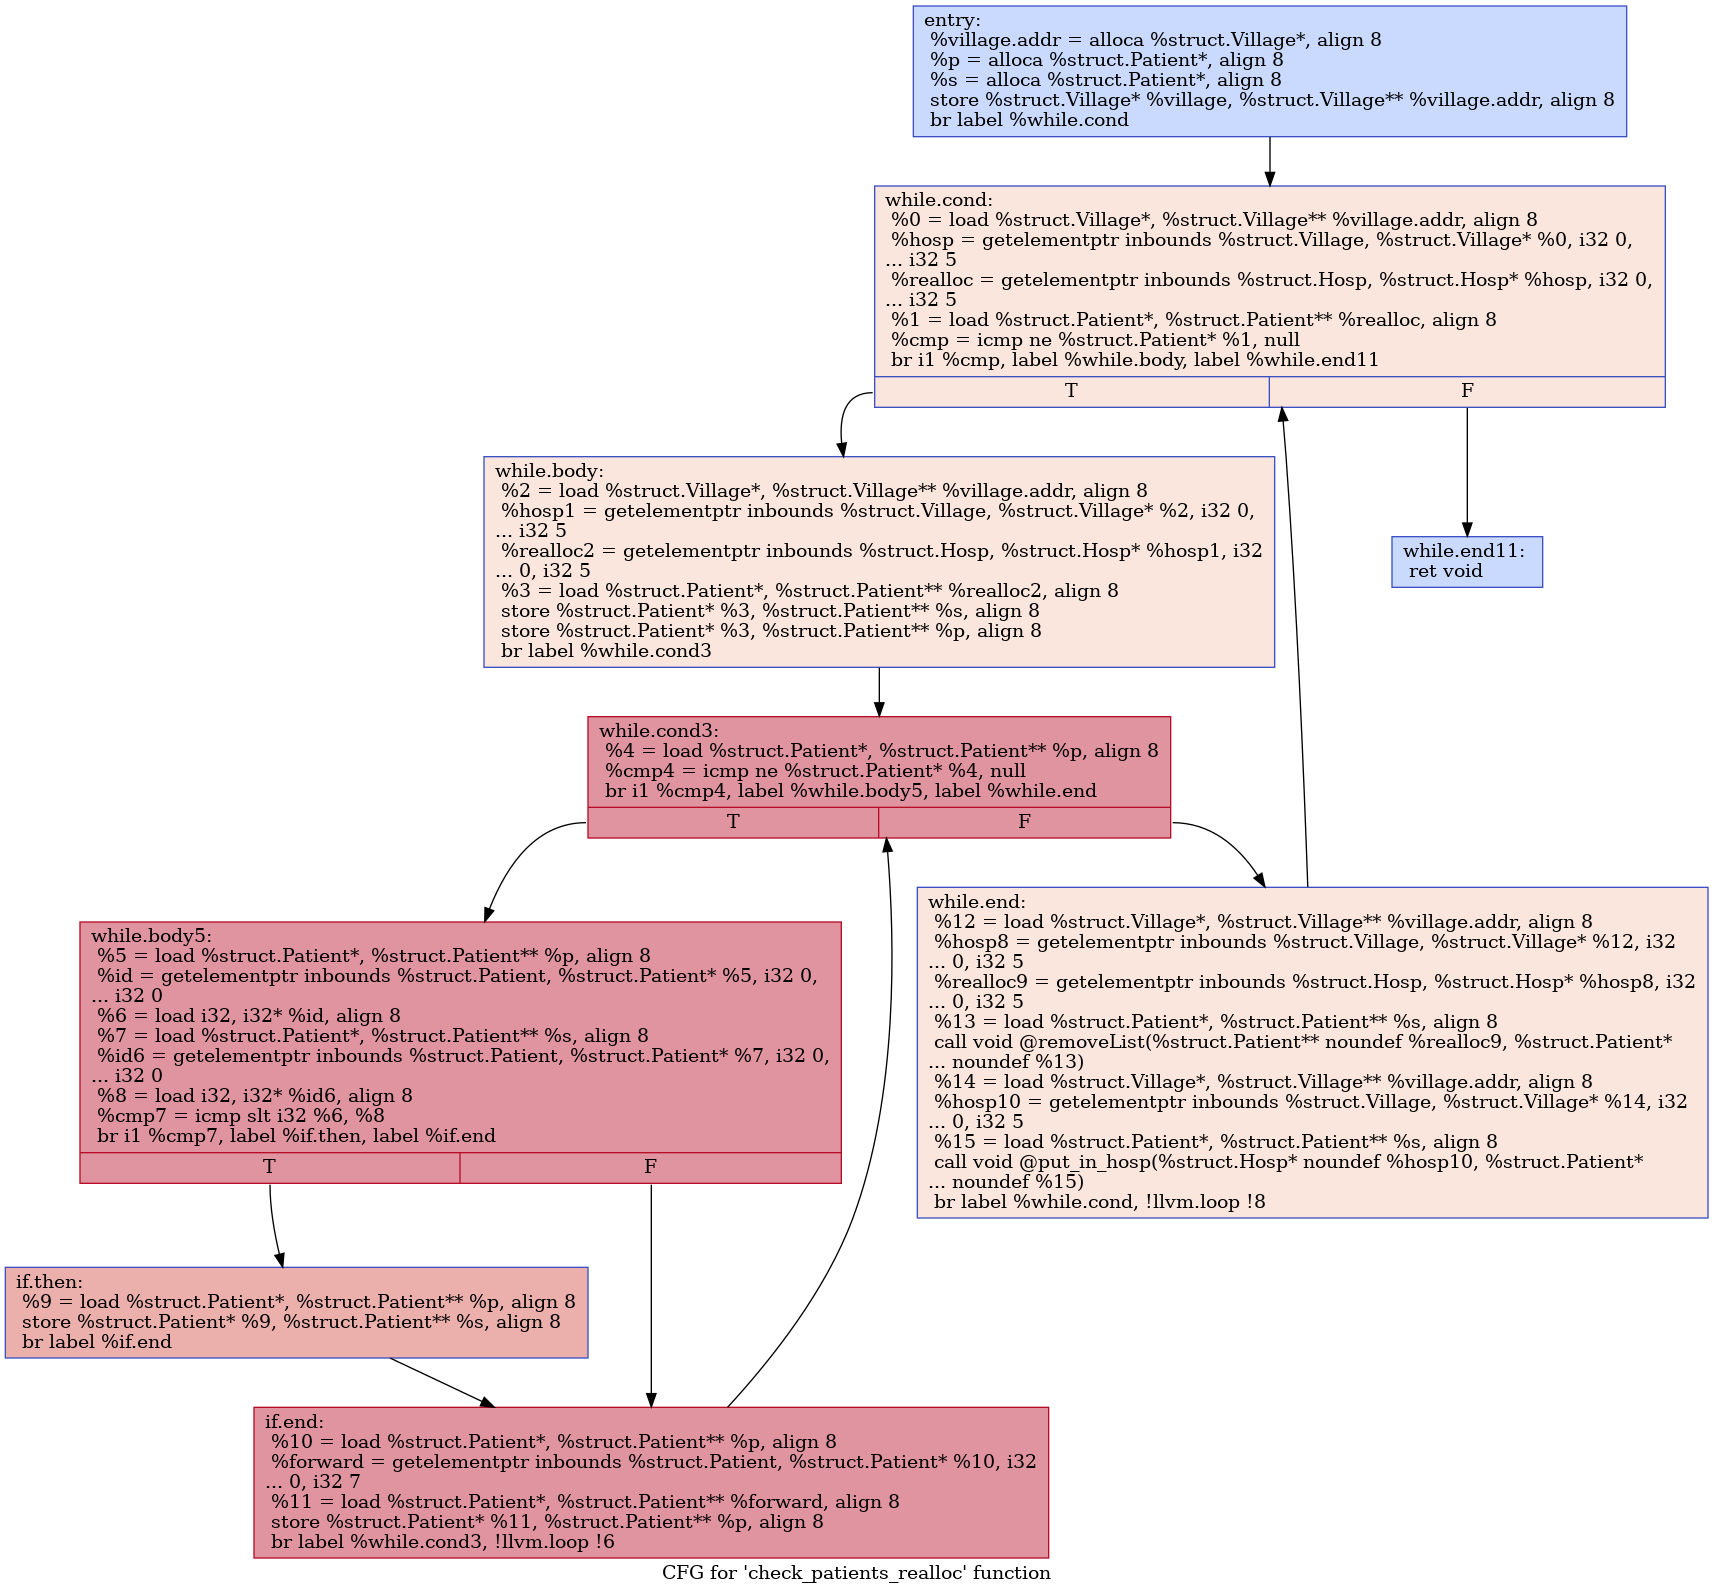 entry:
%village.addr = alloca %struct.Village*, align 8
%p = alloca %struct.Patient*, align 8
%s = alloca %struct.Patient*, align 8
store %struct.Village* %village, %struct.Village** %village.addr, align 8
br label %while.cond
while.cond:
%0 = load %struct.Village*, %struct.Village** %village.addr, align 8
%hosp = getelementptr inbounds %struct.Village, %struct.Village* %0, i32 0,
... i32 5
%realloc = getelementptr inbounds %struct.Hosp, %struct.Hosp* %hosp, i32 0,
... i32 5
%1 = load %struct.Patient*, %struct.Patient** %realloc, align 8
%cmp = icmp ne %struct.Patient* %1, null
br i1 %cmp, label %while.body, label %while.end11
T
F
while.body:
%2 = load %struct.Village*, %struct.Village** %village.addr, align 8
%hosp1 = getelementptr inbounds %struct.Village, %struct.Village* %2, i32 0,
... i32 5
%realloc2 = getelementptr inbounds %struct.Hosp, %struct.Hosp* %hosp1, i32
... 0, i32 5
%3 = load %struct.Patient*, %struct.Patient** %realloc2, align 8
store %struct.Patient* %3, %struct.Patient** %s, align 8
store %struct.Patient* %3, %struct.Patient** %p, align 8
br label %while.cond3
while.end11:
ret void
while.cond3:
%4 = load %struct.Patient*, %struct.Patient** %p, align 8
%cmp4 = icmp ne %struct.Patient* %4, null
br i1 %cmp4, label %while.body5, label %while.end
T
F
while.body5:
%5 = load %struct.Patient*, %struct.Patient** %p, align 8
%id = getelementptr inbounds %struct.Patient, %struct.Patient* %5, i32 0,
... i32 0
%6 = load i32, i32* %id, align 8
%7 = load %struct.Patient*, %struct.Patient** %s, align 8
%id6 = getelementptr inbounds %struct.Patient, %struct.Patient* %7, i32 0,
... i32 0
%8 = load i32, i32* %id6, align 8
%cmp7 = icmp slt i32 %6, %8
br i1 %cmp7, label %if.then, label %if.end
T
F
while.end:
%12 = load %struct.Village*, %struct.Village** %village.addr, align 8
%hosp8 = getelementptr inbounds %struct.Village, %struct.Village* %12, i32
... 0, i32 5
%realloc9 = getelementptr inbounds %struct.Hosp, %struct.Hosp* %hosp8, i32
... 0, i32 5
%13 = load %struct.Patient*, %struct.Patient** %s, align 8
call void @removeList(%struct.Patient** noundef %realloc9, %struct.Patient*
... noundef %13)
%14 = load %struct.Village*, %struct.Village** %village.addr, align 8
%hosp10 = getelementptr inbounds %struct.Village, %struct.Village* %14, i32
... 0, i32 5
%15 = load %struct.Patient*, %struct.Patient** %s, align 8
call void @put_in_hosp(%struct.Hosp* noundef %hosp10, %struct.Patient*
... noundef %15)
br label %while.cond, !llvm.loop !8
if.then:
%9 = load %struct.Patient*, %struct.Patient** %p, align 8
store %struct.Patient* %9, %struct.Patient** %s, align 8
br label %if.end
if.end:
%10 = load %struct.Patient*, %struct.Patient** %p, align 8
%forward = getelementptr inbounds %struct.Patient, %struct.Patient* %10, i32
... 0, i32 7
%11 = load %struct.Patient*, %struct.Patient** %forward, align 8
store %struct.Patient* %11, %struct.Patient** %p, align 8
br label %while.cond3, !llvm.loop !6
CFG for 'check_patients_realloc' function